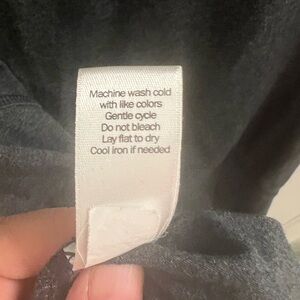 Machine wash cold
with like colors
Gentle cycle
Do not bleach
Lay flat to dry
Cool iron if needed